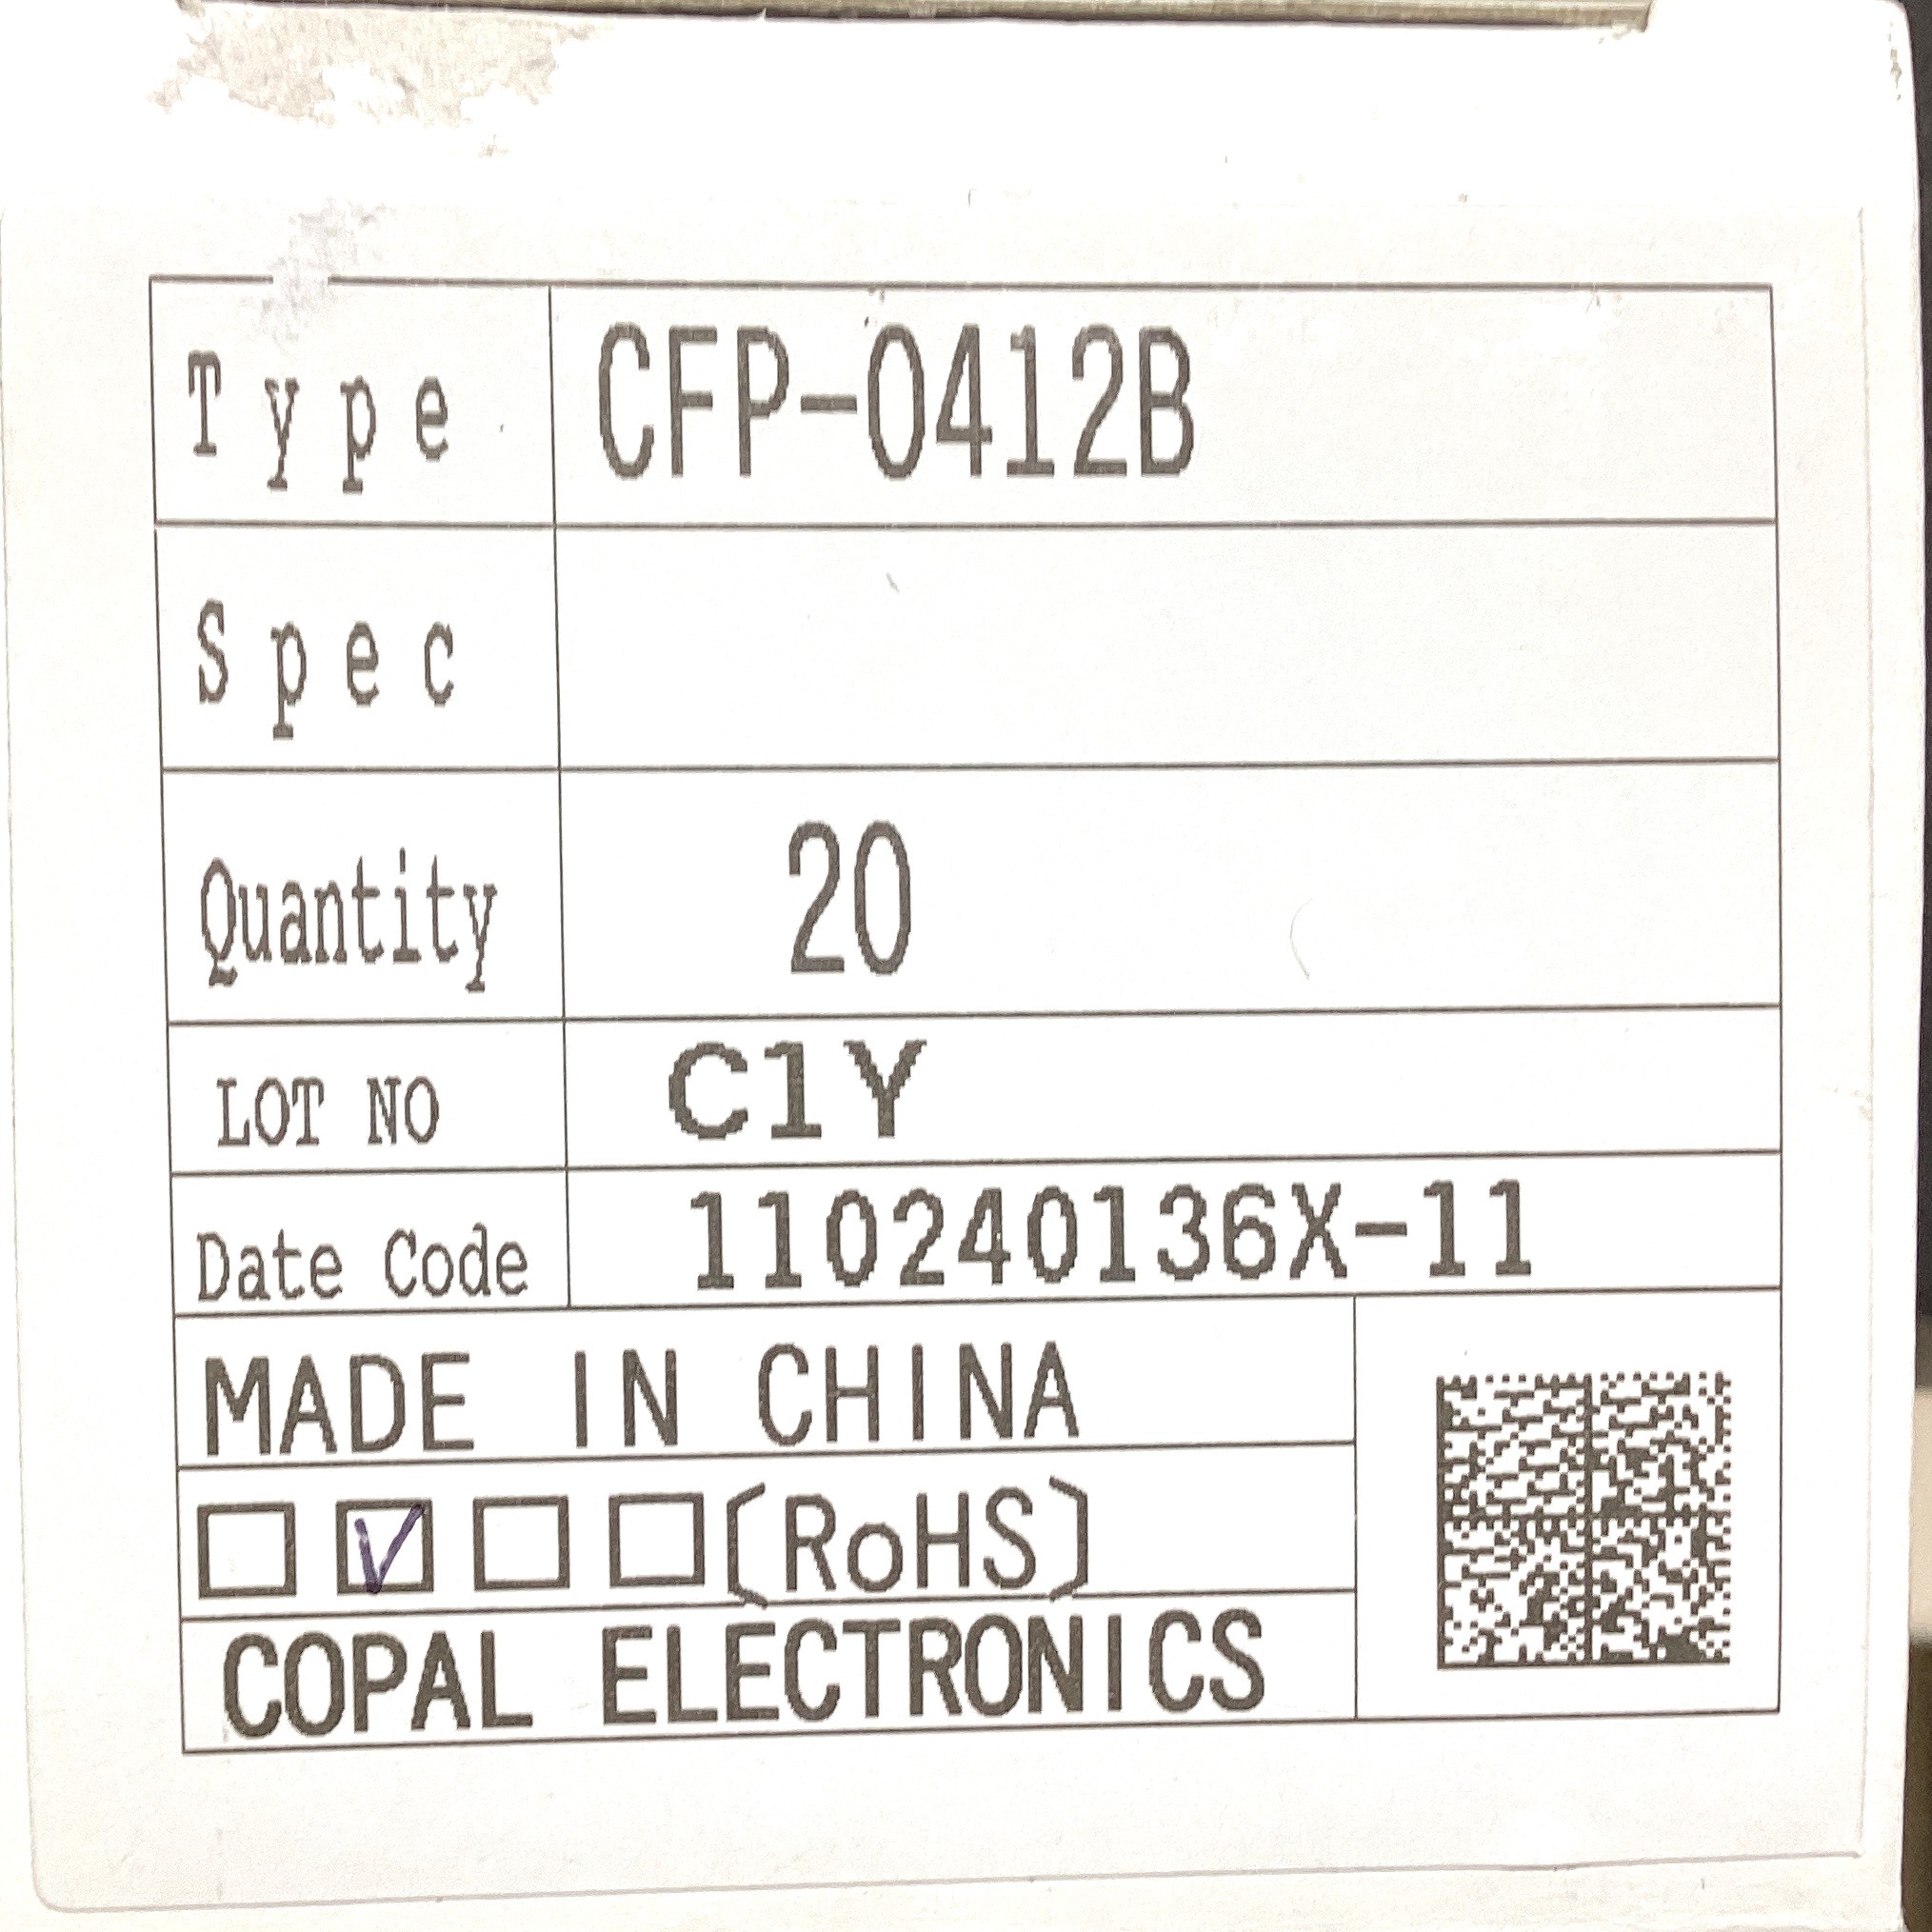 Type CFP-0412B
Spec
Quantity 20
LOT NO C1Y
Date Code 110240136X-11
MADE IN CHINA
□ ☑ □ □ (RoHS)
COPAL ELECTRONICS